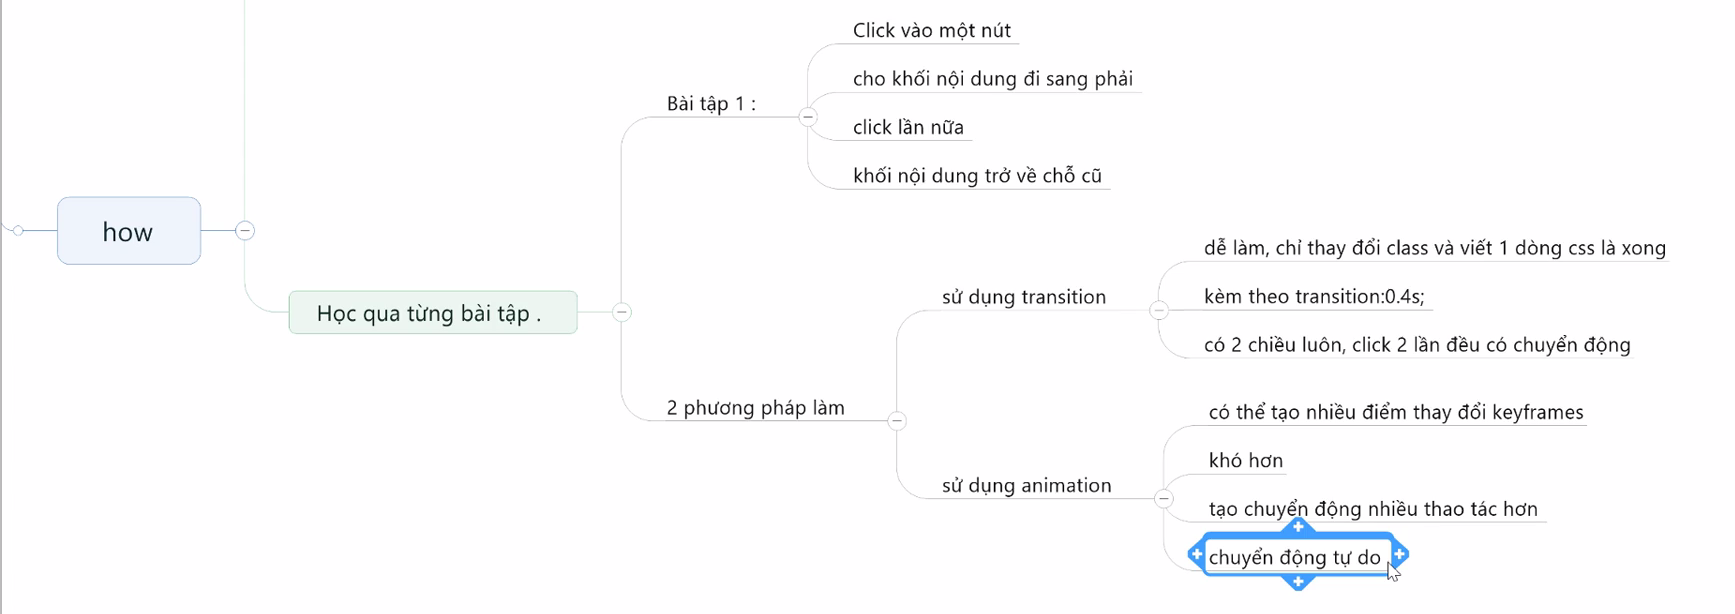 how
Học qua từng bài tập .
Bài tập 1 :
Click vào một nút
cho khối nội dung đi sang phải
click lần nữa
khối nội dung trở về chỗ cũ
2 phương pháp làm
sử dụng transition
dễ làm, chỉ thay đổi class và viết 1 dòng css là xong
kèm theo transition:0.4s;
có 2 chiều luôn, click 2 lần đều có chuyển động
sử dụng animation
có thể tạo nhiều điểm thay đổi keyframes
khó hơn
tạo chuyển động nhiều thao tác hơn
chuyển động tự do